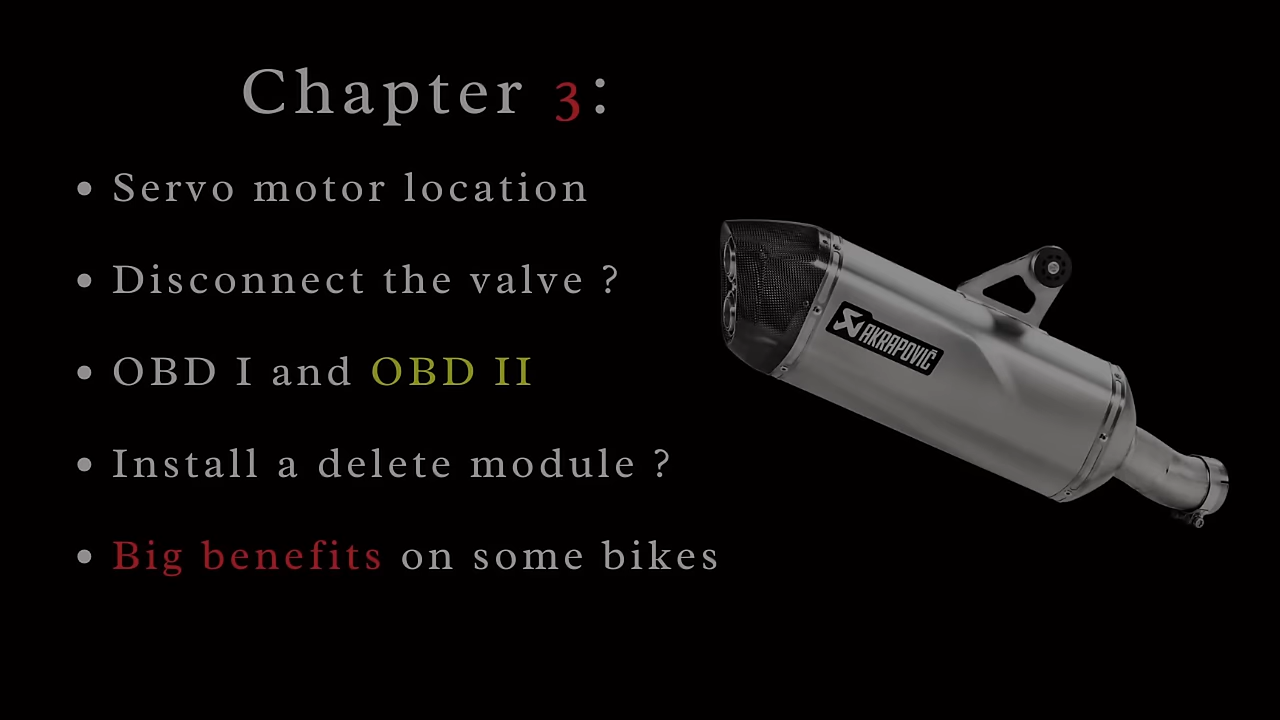 Chapter 3:
• Servo motor location
• Disconnect the valve ?
• OBD I and OBD II
• Install a delete module ?
• Big benefits on some bikes
AKRAPOVIČ